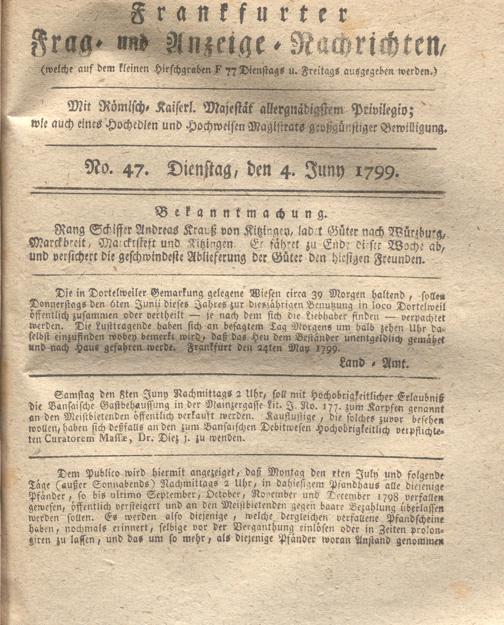 Frankfurter
Frag- und Anzeige-Nachrichten,
(welche auf dem kleinen Hirschgraben F 77 Dienstags u. Freitags ausgegeben werden.)
Mit Römisch-Kaiserl. Majestät allergnädigstem Privilegio;
wie auch eines Hochedlen und Hochweisen Magistrats großgünstiger Bewilligung.
No. 47. Dienstag, den 4. Juny 1799.
Bekanntmachung.
Rang Schiffer Andreas Krauß von Kitzingen, ladet Güter nach Würzburg,
Marckbreit, Marcksteft und Kitzingen. Er fähret zu Ende dieser Woche ab,
und versichert die geschwindeste Ablieferung der Güter den hiesigen Freunden.
Die in Dortelweiler Gemarkung gelegene Wiesen circa 39 Morgen haltend, sollen
Donnerstags den 6ten Junii dieses Jahres zur diesjährigen Benutzung in loco Dortelweil
öffentlich zusammen oder vertheilt — je nach dem sich die Liebhaber finden — verpachtet
werden. Die Lusttragende haben sich an besagtem Tag Morgens um halb zehen Uhr da-
selbst einzufinden wobey bemerkt wird, daß das Heu dem Beständer unentgeldlich gemähet
und nach Haus gefahren werde. Frankfurt den 24ten May 1799.
Land-Amt.
Samstag den 8ten Juny Nachmittags 2 Uhr, soll mit Hochobrigkeitlicher Erlaubniß
die Bansaische Gastbehaussung in der Mainzergasse Lit. J. No. 177. zum Karpfen genannt
an den Meistbietenden öffentlich verkauft werden. Kauflustige, die solches zuvor besehen
wollen, haben sich deßfalls an den zum Bansaischen Debitwesen Hochobrigkeitlich verpflichte-
ten Curatorem Massæ, Dr. Diez j. zu wenden.
Dem Publico wird hiermit angezeiget, daß Montag den 1ten July und folgende
Täge (außer Sonnabends) Nachmittags 2 Uhr, in dahiesigem Pfandhaus alle diejenige
Pfänder, so bis ultimo September, October, November und December 1798 verfallen
gewesen, öffentlich versteigert und an den Meistbietenden gegen baare Bezahlung überlassen
werden sollen. Es werden also diejenige, welche dergleichen verfallene Pfandscheine
haben, nochmals erinnert, selbige vor der Verganthung einlösen oder in Zeiten prolon-
giren zu lassen, und das um so mehr, als diejenige Pfänder woran Anstand genommen